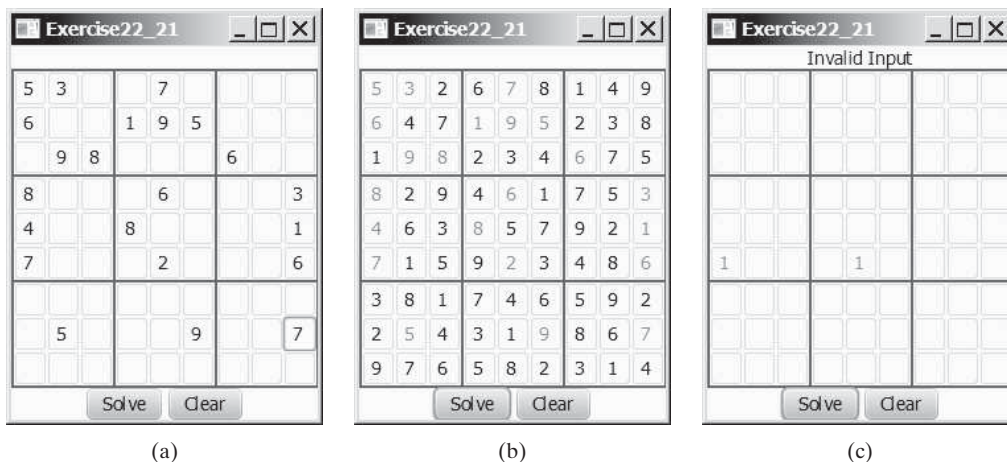 Exercise22_21
5 3 7
6 1 9 5
9 8 6
8 6 3
4 8 1
7 2 6
5 9 7
Solve Clear
(a)
Exercise22_21
5 3 2 6 7 8 1 4 9
6 4 7 1 9 5 2 3 8
1 9 8 2 3 4 6 7 5
8 2 9 4 6 1 7 5 3
4 6 3 8 5 7 9 2 1
7 1 5 9 2 3 4 8 6
3 8 1 7 4 6 5 9 2
2 5 4 3 1 9 8 6 7
9 7 6 5 8 2 3 1 4
Solve Clear
(b)
Exercise22_21
Invalid Input
1 1
Solve Clear
(c)